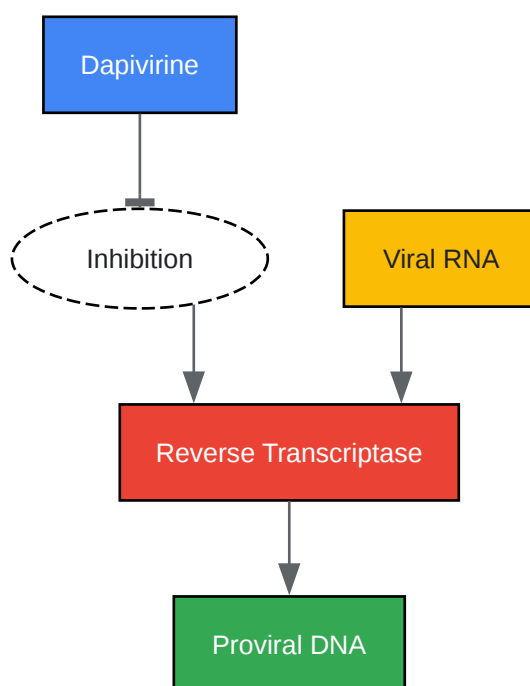 Dapivirine
Inhibition
Viral RNA
Reverse Transcriptase
Proviral DNA